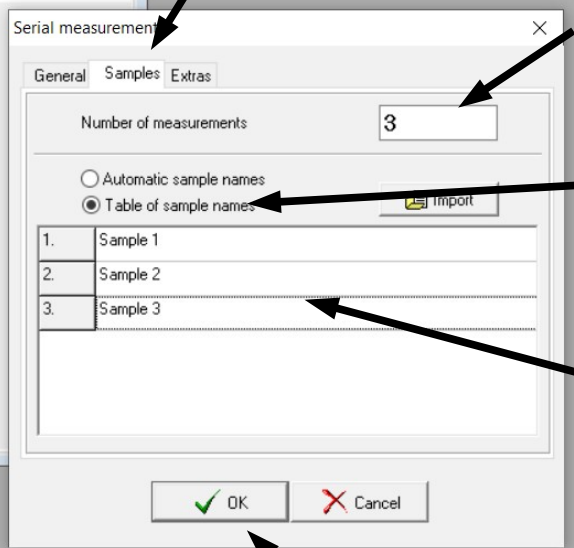 Serial measurement
General Samples Extras
Number of measurements 3
Automatic sample names
Table of sample names Import
1. Sample 1
2. Sample 2
3. Sample 3
OK Cancel